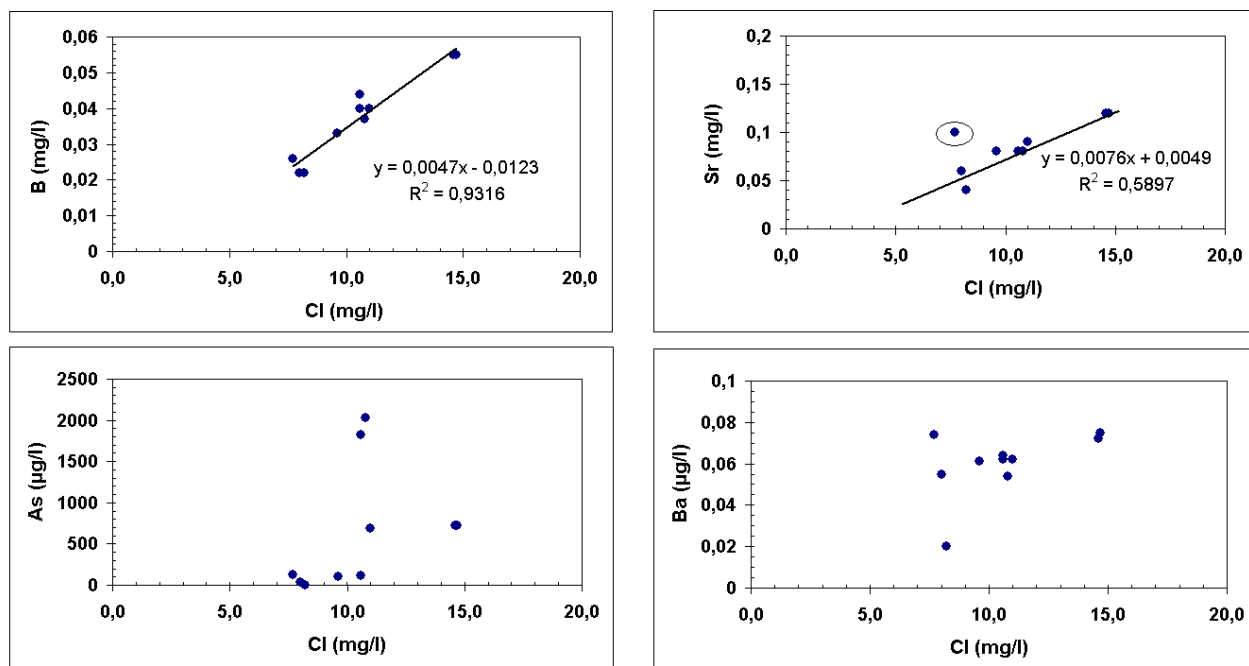 0,06
0,05
0,04
0,03
0,02
0,01
0
B (mg/l)
y = 0,0047x - 0,0123
R² = 0,9316
0,0 5,0 10,0 15,0 20,0
Cl (mg/l)
0,2
0,15
0,1
0,05
0
Sr (mg/l)
y = 0,0076x + 0,0049
R² = 0,5897
0,0 5,0 10,0 15,0 20,0
Cl (mg/l)
2500
2000
1500
1000
500
0
As (µg/l)
0,0 5,0 10,0 15,0 20,0
Cl (mg/l)
0,1
0,08
0,06
0,04
0,02
0
Ba (µg/l)
0,0 5,0 10,0 15,0 20,0
Cl (mg/l)